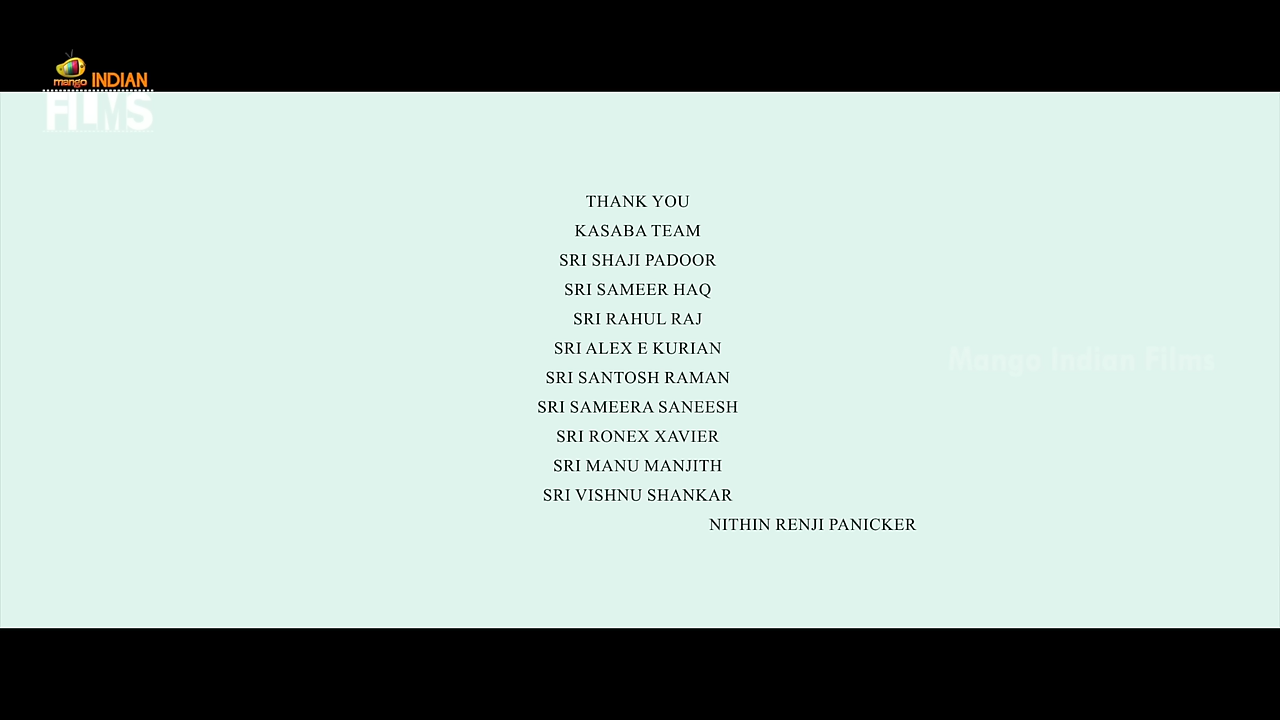 mango INDIAN
FILMS
THANK YOU
KASABA TEAM
SRI SHAJI PADOOR
SRI SAMEER HAQ
SRI RAHUL RAJ
SRI ALEX E KURIAN
Mango Indian Films
SRI SANTOSH RAMAN
SRI SAMEERA SANEESH
SRI RONEX XAVIER
SRI MANU MANJITH
SRI VISHNU SHANKAR
NITHIN RENJI PANICKER